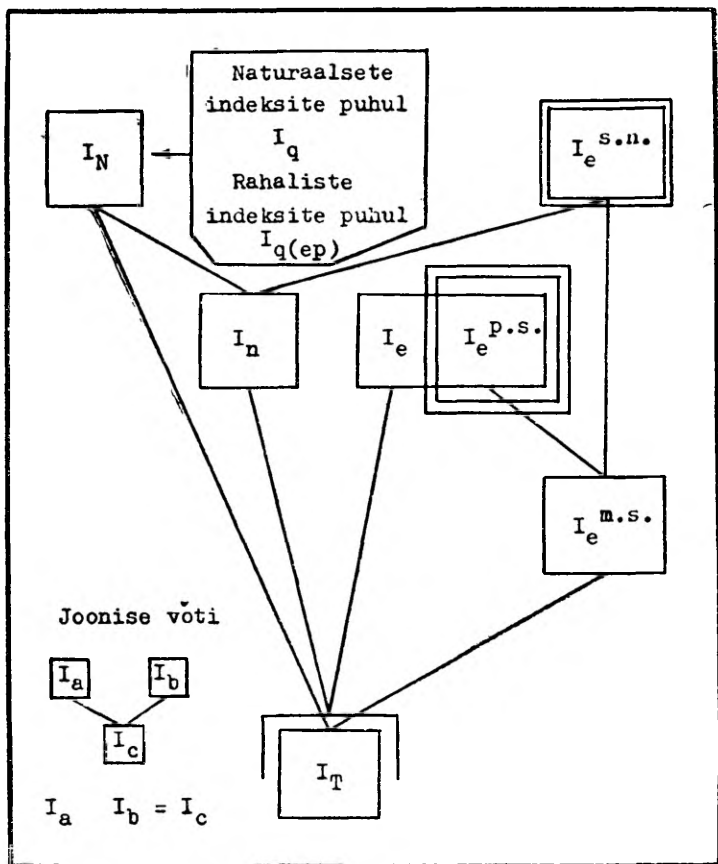 Naturaalsete
indeksite puhul
I_q
Rahaliste
indeksite puhul
I_q(ep)
I_N
I_e^s.n.
I_n
I_e
I_e^p.s.
I_e^m.s.
Joonise võti
I_a I_b
I_c
I_a I_b = I_c
I_T